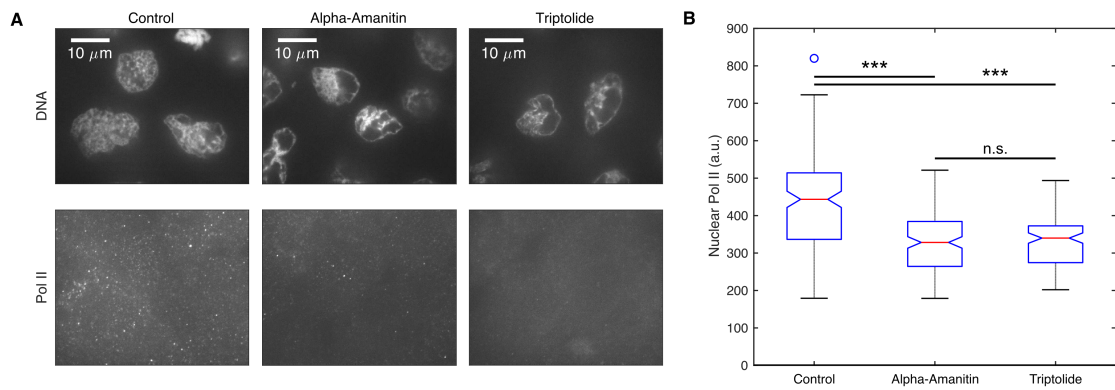 A
Control
Alpha-Amanitin
Triptolide
DNA
10 μm
10 μm
10 μm
Pol II
B
Nuclear Pol II (a.u.)
900
800
700
600
500
400
300
200
100
0
***
***
n.s.
Control
Alpha-Amanitin
Triptolide